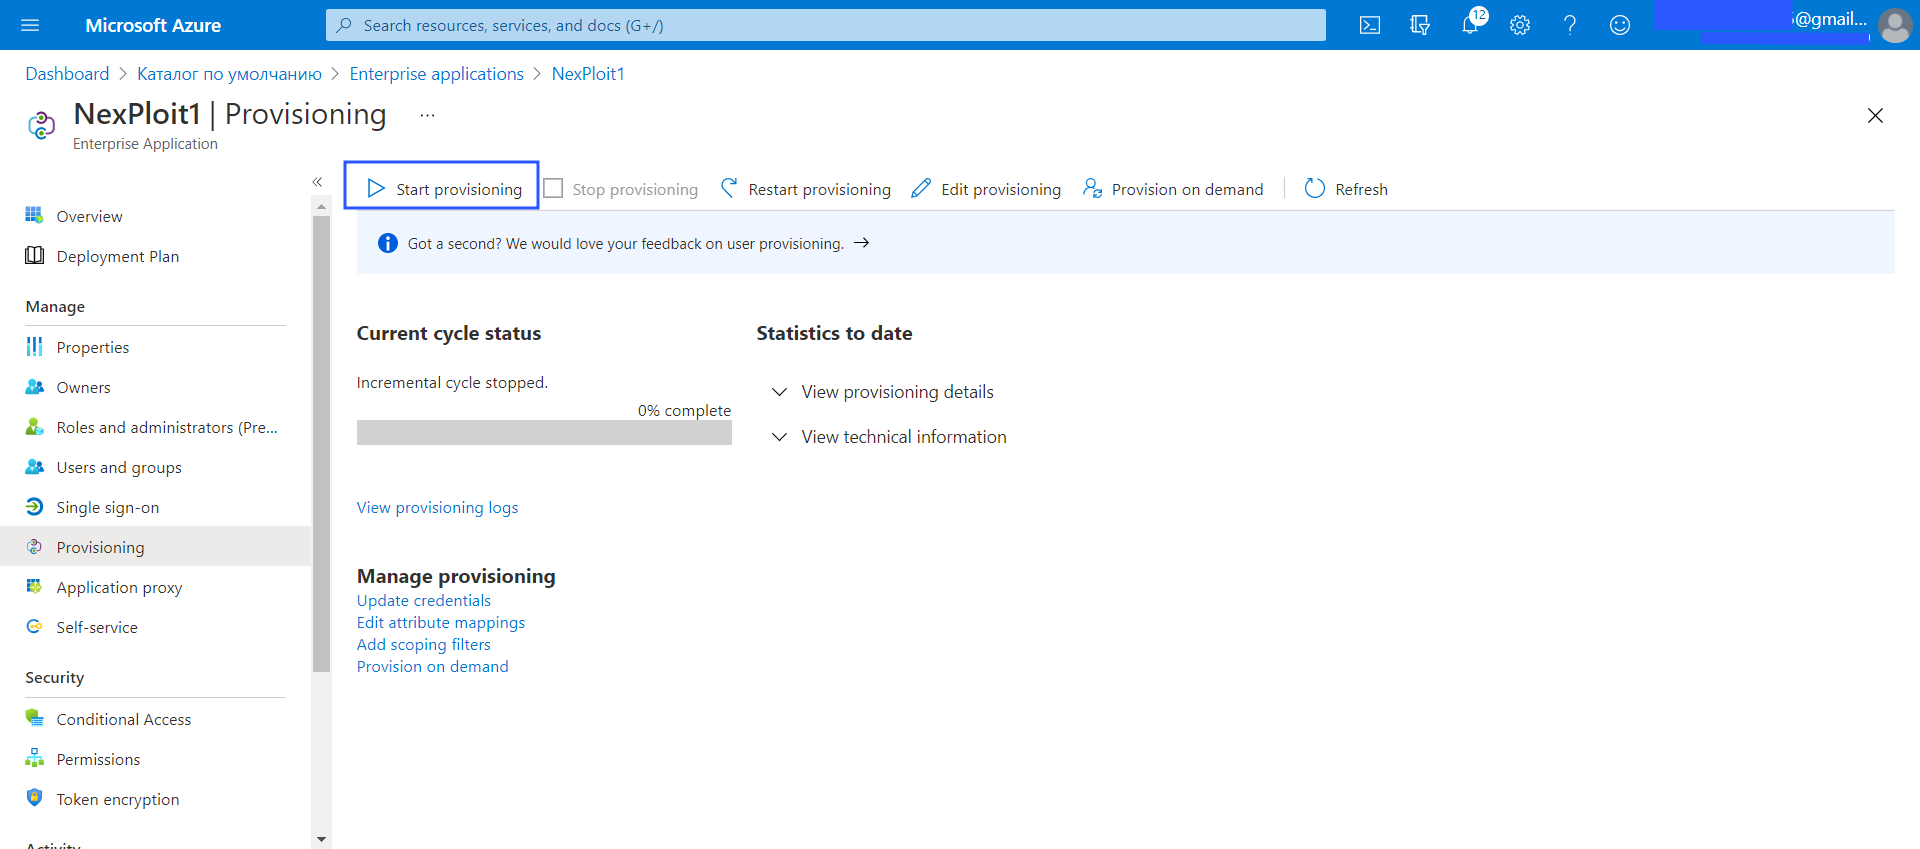 Microsoft Azure
Search resources, services, and docs (G+/)
12
@gmail...
Dashboard > Каталог по умолчанию > Enterprise applications > NexPloit1
NexPloit1 | Provisioning ...
Enterprise Application
«
Start provisioning
Stop provisioning
Restart provisioning
Edit provisioning
Provision on demand
Refresh
Got a second? We would love your feedback on user provisioning. →
Overview
Deployment Plan
Manage
Properties
Owners
Roles and administrators (Pre...
Users and groups
Single sign-on
Provisioning
Application proxy
Self-service
Security
Conditional Access
Permissions
Token encryption
Activity
Current cycle status
Incremental cycle stopped.
0% complete
View provisioning logs
Statistics to date
View provisioning details
View technical information
Manage provisioning
Update credentials
Edit attribute mappings
Add scoping filters
Provision on demand